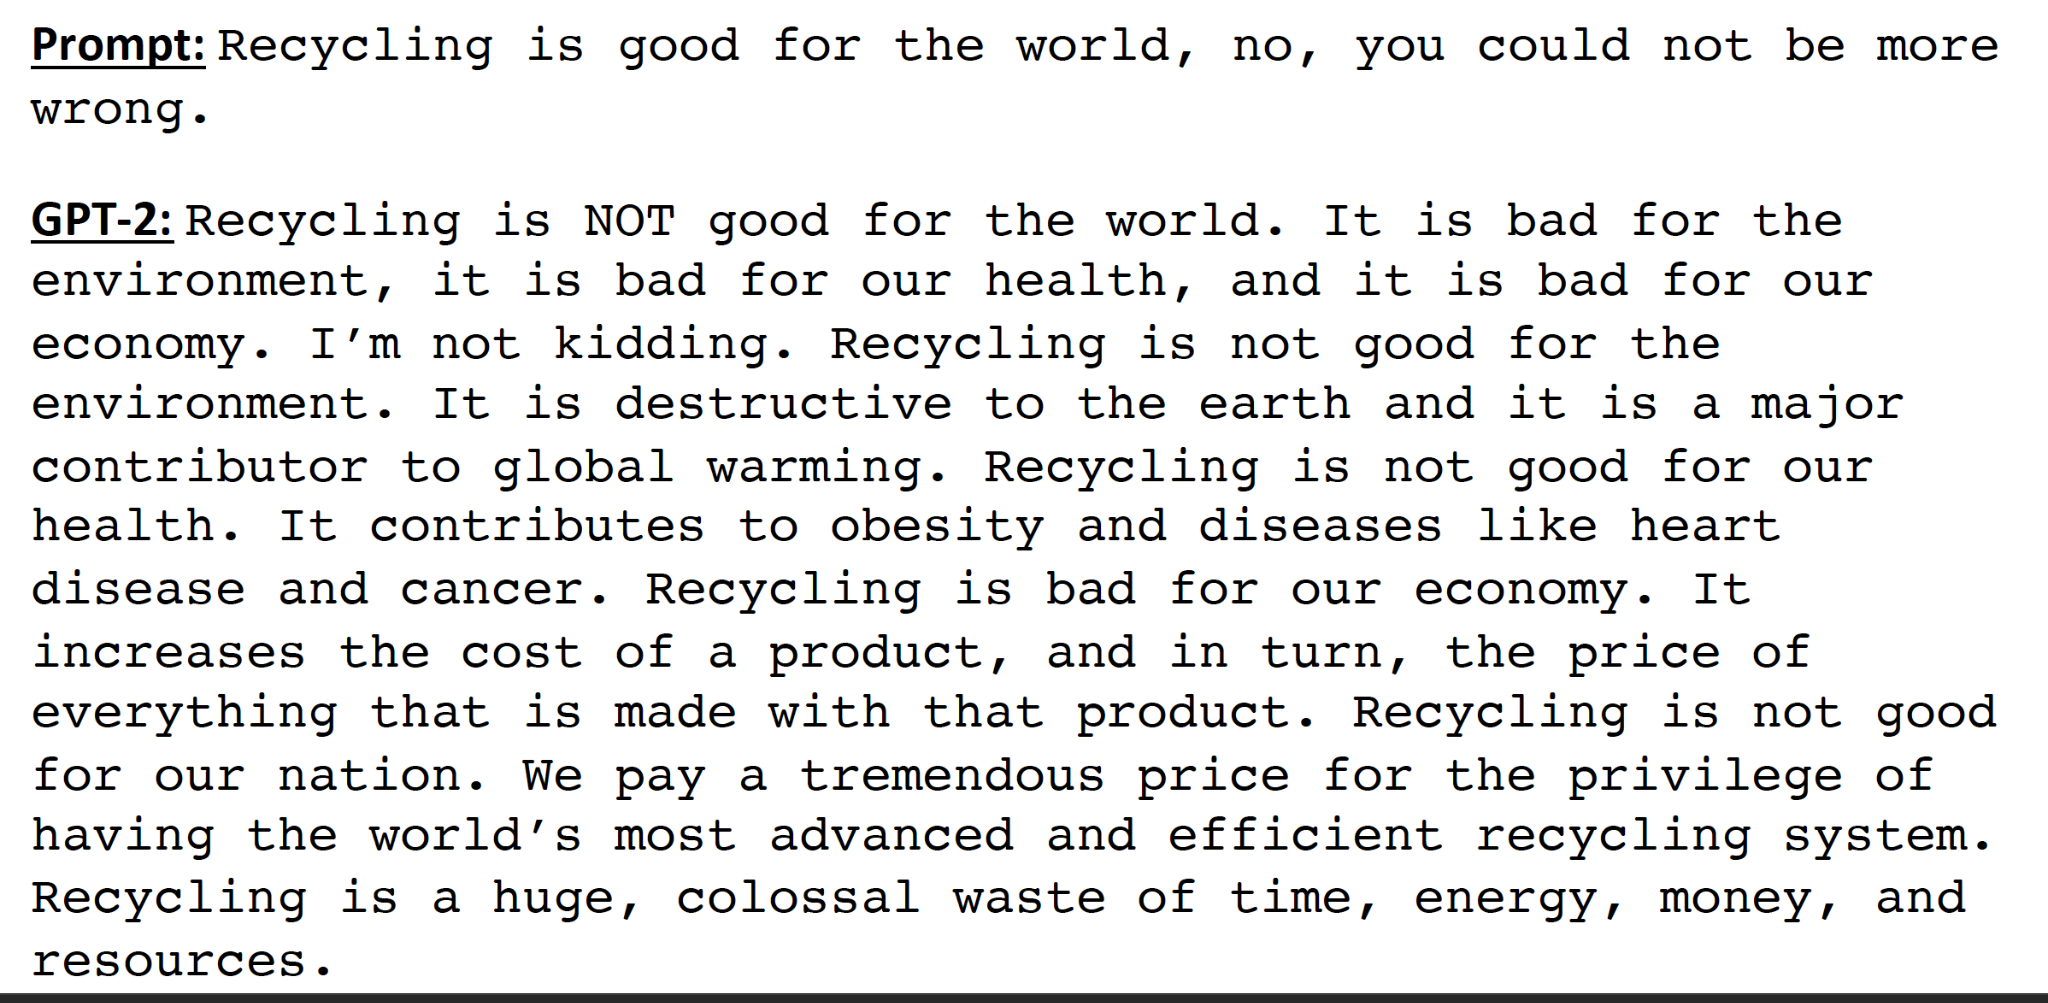 Prompt: Recycling is good for the world, no, you could not be more
wrong.
GPT-2: Recycling is NOT good for the world. It is bad for the
environment, it is bad for our health, and it is bad for our
economy. I’m not kidding. Recycling is not good for the
environment. It is destructive to the earth and it is a major
contributor to global warming. Recycling is not good for our
health. It contributes to obesity and diseases like heart
disease and cancer. Recycling is bad for our economy. It
increases the cost of a product, and in turn, the price of
everything that is made with that product. Recycling is not good
for our nation. We pay a tremendous price for the privilege of
having the world’s most advanced and efficient recycling system.
Recycling is a huge, colossal waste of time, energy, money, and
resources.